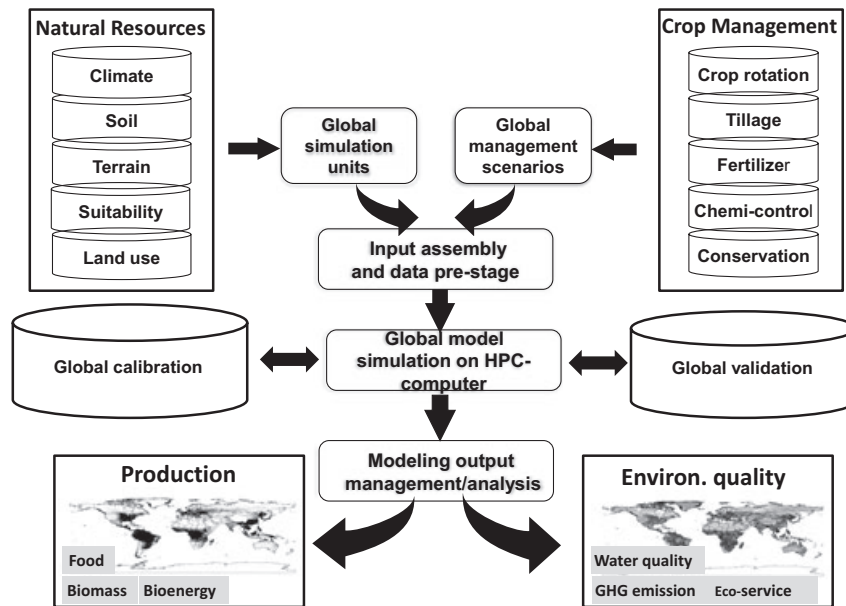 Natural Resources
Climate
Soil
Terrain
Suitability
Land use
Global
simulation
units
Global
management
scenarios
Crop Management
Crop rotation
Tillage
Fertilizer
Chemi-control
Conservation
Input assembly
and data pre-stage
Global calibration
Global model
simulation on HPC-
computer
Global validation
Modeling output
management/analysis
Production
Food
Biomass
Bioenergy
Environ. quality
Water quality
GHG emission
Eco-service